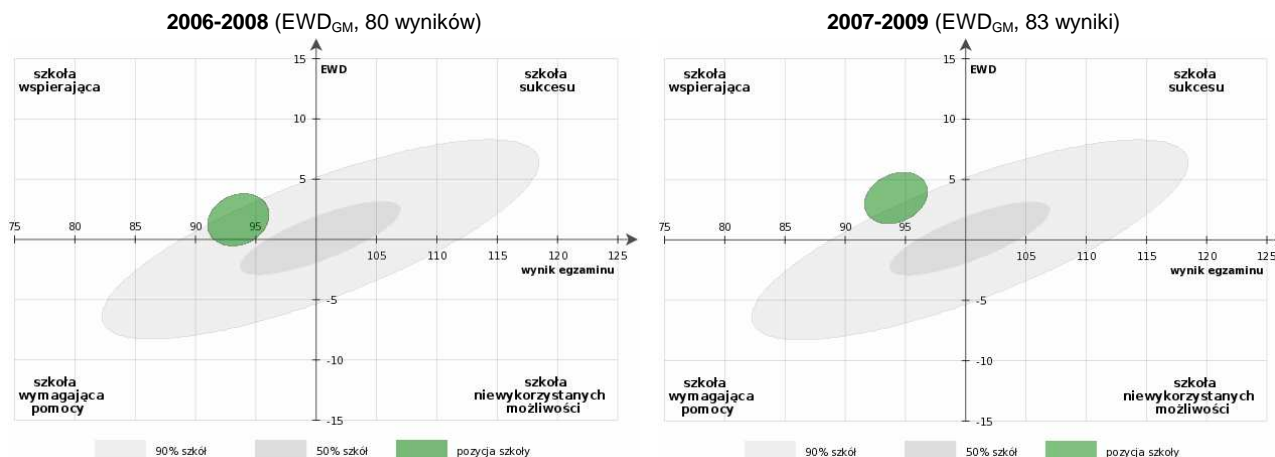 2006-2008 (EWDGM, 80 wyników)
15
EWD
szkoła
wspierająca
szkoła
sukcesu
10
5
75
80
85
90
95
105
110
115
120
125
wynik egzaminu
-5
-10
szkoła
wymagająca
pomocy
szkoła
niewykorzystanych
możliwości
-15
90% szkół
50% szkół
pozycja szkoły
2007-2009 (EWDGM, 83 wyniki)
15
EWD
szkoła
wspierająca
szkoła
sukcesu
10
5
75
80
85
90
95
105
110
115
120
125
wynik egzaminu
-5
-10
szkoła
wymagająca
pomocy
szkoła
niewykorzystanych
możliwości
-15
90% szkół
50% szkół
pozycja szkoły